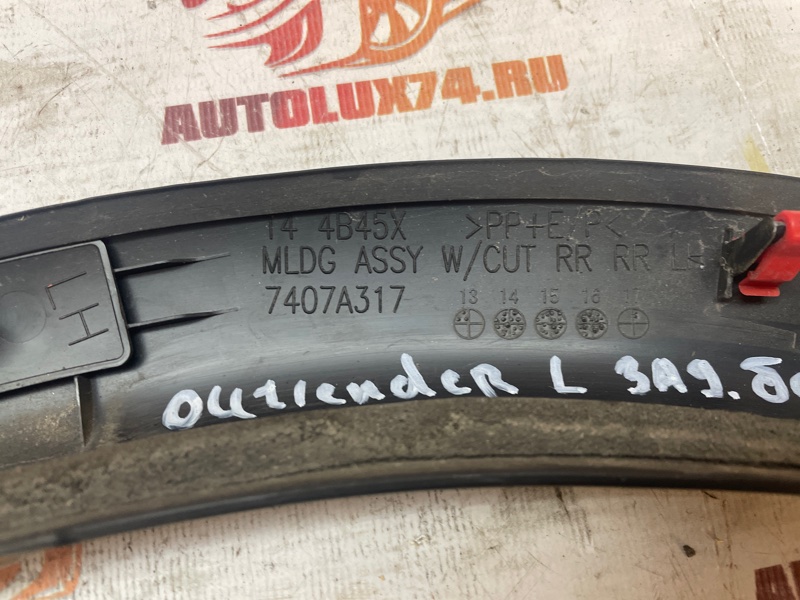 AUTOLUX74.RU
14 4B45X >PP+E/P<
MLDG ASSY W/CUT RR RR LH
7407A317
13 14 15 16 17
LH
OUTLENDER L ЗАД.